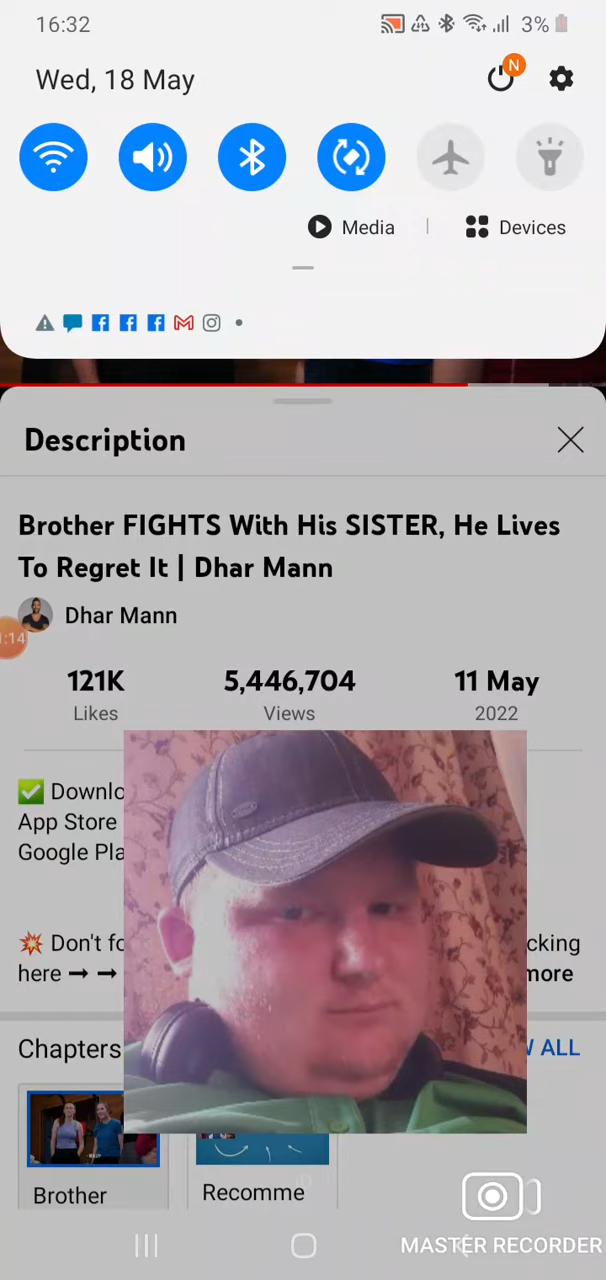 16:32
3%
Wed, 18 May
N
Media
Devices
Description
Brother FIGHTS With His SISTER, He Lives
To Regret It | Dhar Mann
Dhar Mann
:14
121K
5,446,704
11 May
Likes
Views
2022
Downlo
App Store
Google Pla
Don't fo
cking
here → →
more
Chapters
ALL
Brother
Recomme
MASTER RECORDER